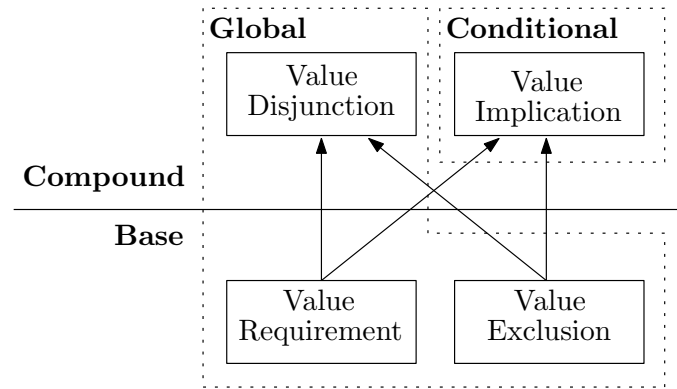 Global
Conditional
Value
Disjunction
Value
Implication
Compound
Base
Value
Requirement
Value
Exclusion